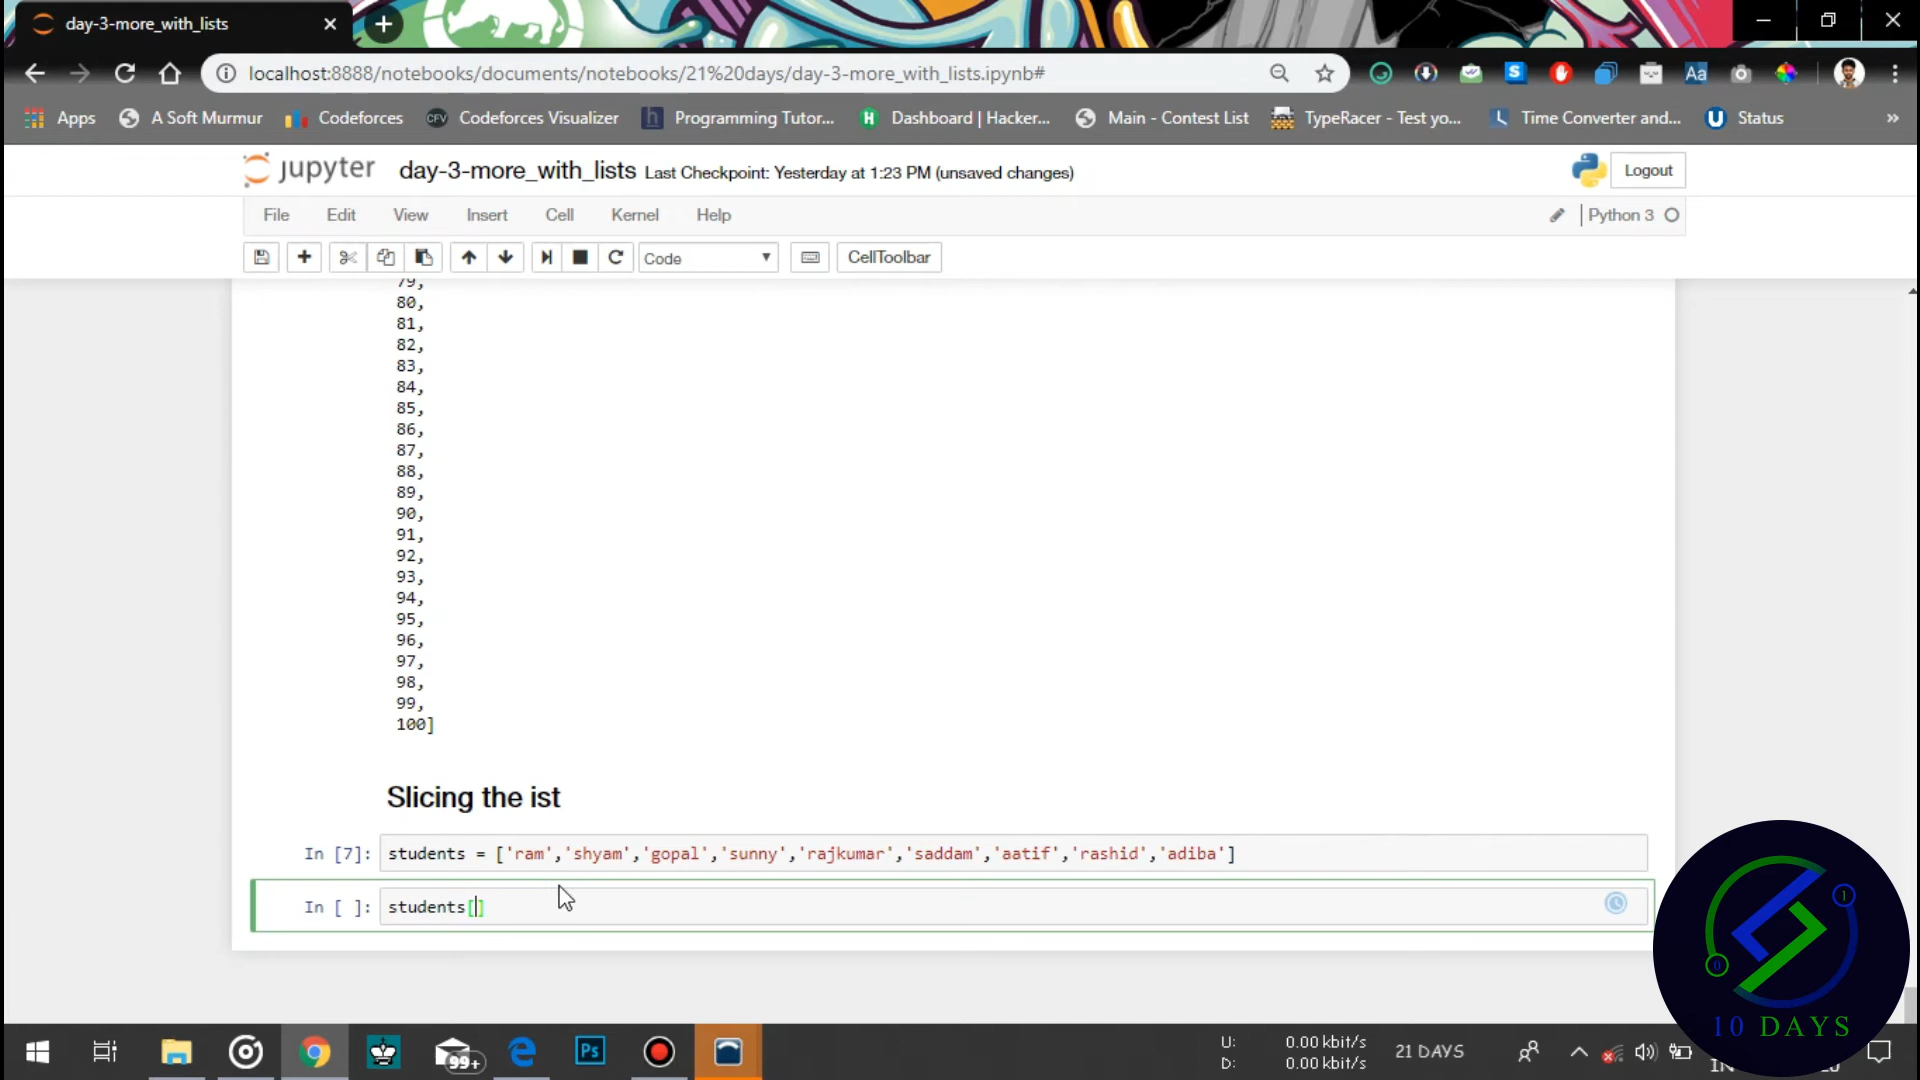 day-3-more_with_lists
localhost:8888/notebooks/documents/notebooks/21%20days/day-3-more_with_lists.ipynb#
Apps A Soft Murmur Codeforces CFV Codeforces Visualizer h Programming Tutor... H Dashboard | Hacker... Main - Contest List TypeRacer - Test yo... Time Converter and... U Status »
jupyter day-3-more_with_lists Last Checkpoint: Yesterday at 1:23 PM (unsaved changes) Logout
File Edit View Insert Cell Kernel Help Python 3
Code CellToolbar
79,
80,
81,
82,
83,
84,
85,
86,
87,
88,
89,
90,
91,
92,
93,
94,
95,
96,
97,
98,
99,
100]
Slicing the ist
In [7]: students = ['ram','shyam','gopal','sunny','rajkumar','saddam','aatif','rashid','adiba']
In [ ]: students[]
10 DAYS
99+ Ps U: 0.00 kbit/s 21 DAYS
D: 0.00 kbit/s